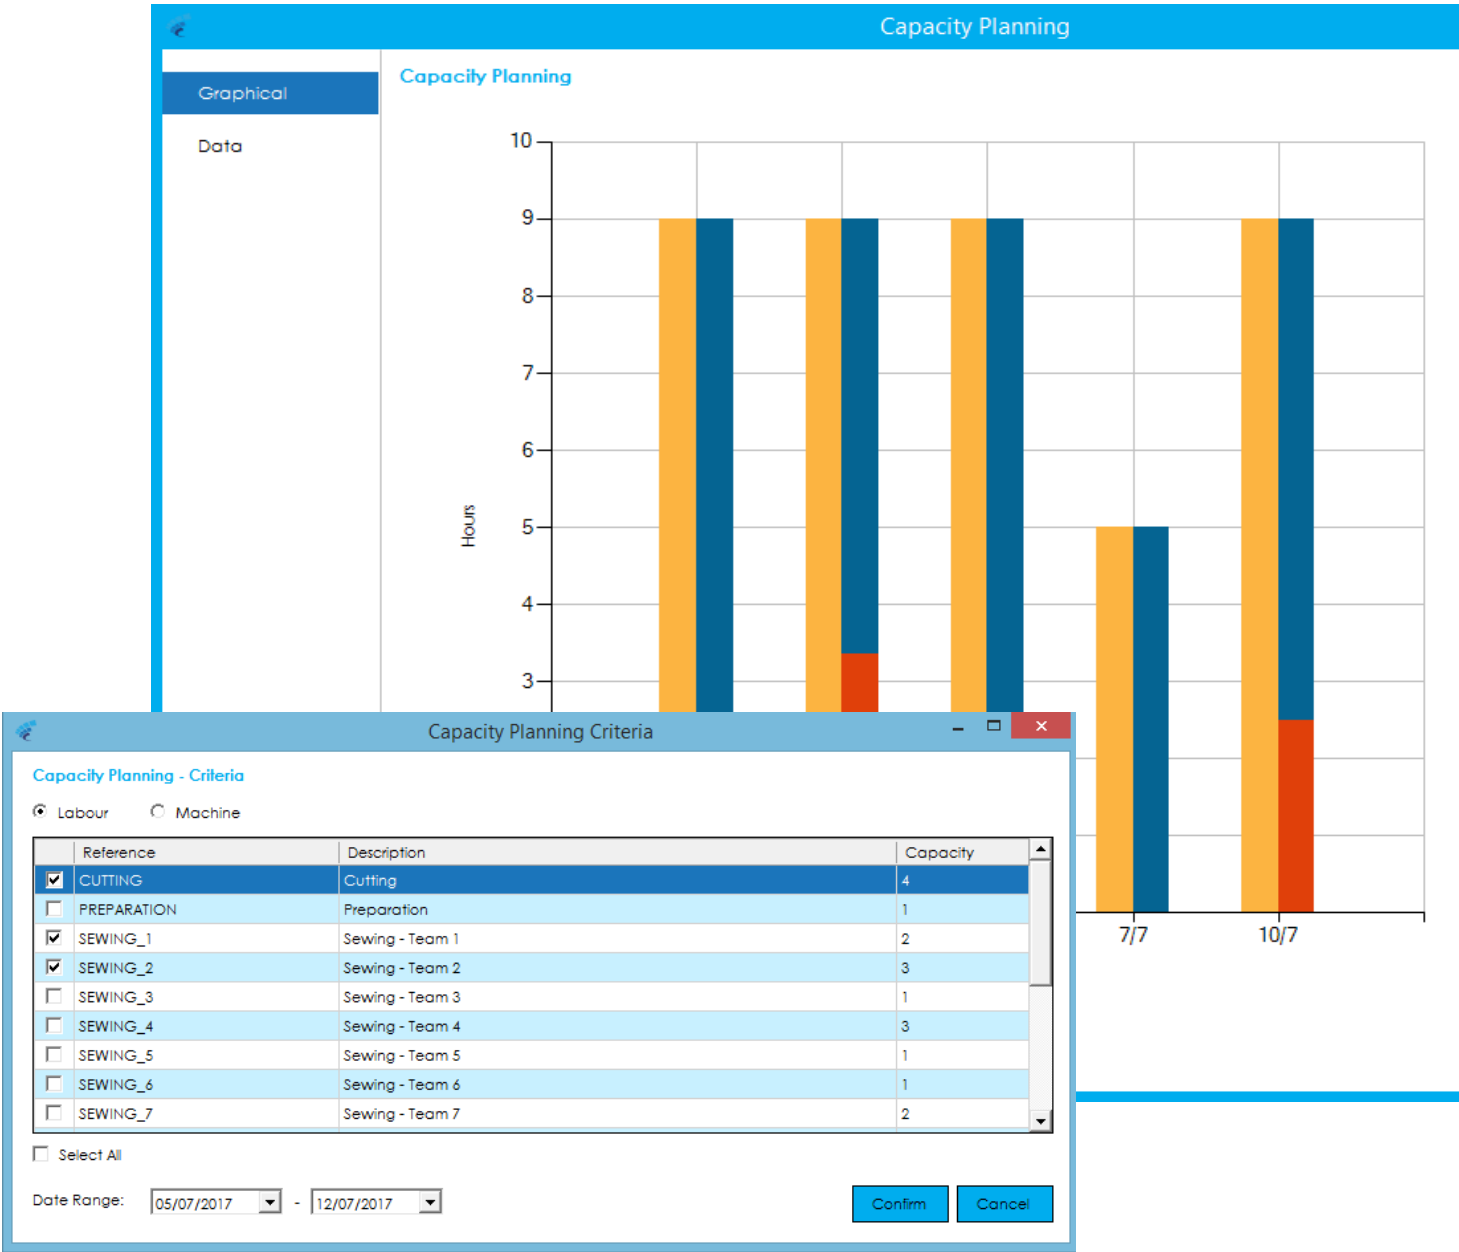 Capacity Planning
Graphical
Data
Capacity Planning
10
9
8
7
6
5
4
3
Hours
7/7
10/7
Capacity Planning Criteria
Capacity Planning - Criteria
Labour Machine
Reference Description Capacity
CUTTING Cutting 4
PREPARATION Preparation 1
SEWING_1 Sewing - Team 1 2
SEWING_2 Sewing - Team 2 3
SEWING_3 Sewing - Team 3 1
SEWING_4 Sewing - Team 4 3
SEWING_5 Sewing - Team 5 1
SEWING_6 Sewing - Team 6 1
SEWING_7 Sewing - Team 7 2
Select All
Date Range: 05/07/2017 - 12/07/2017 Confirm Cancel